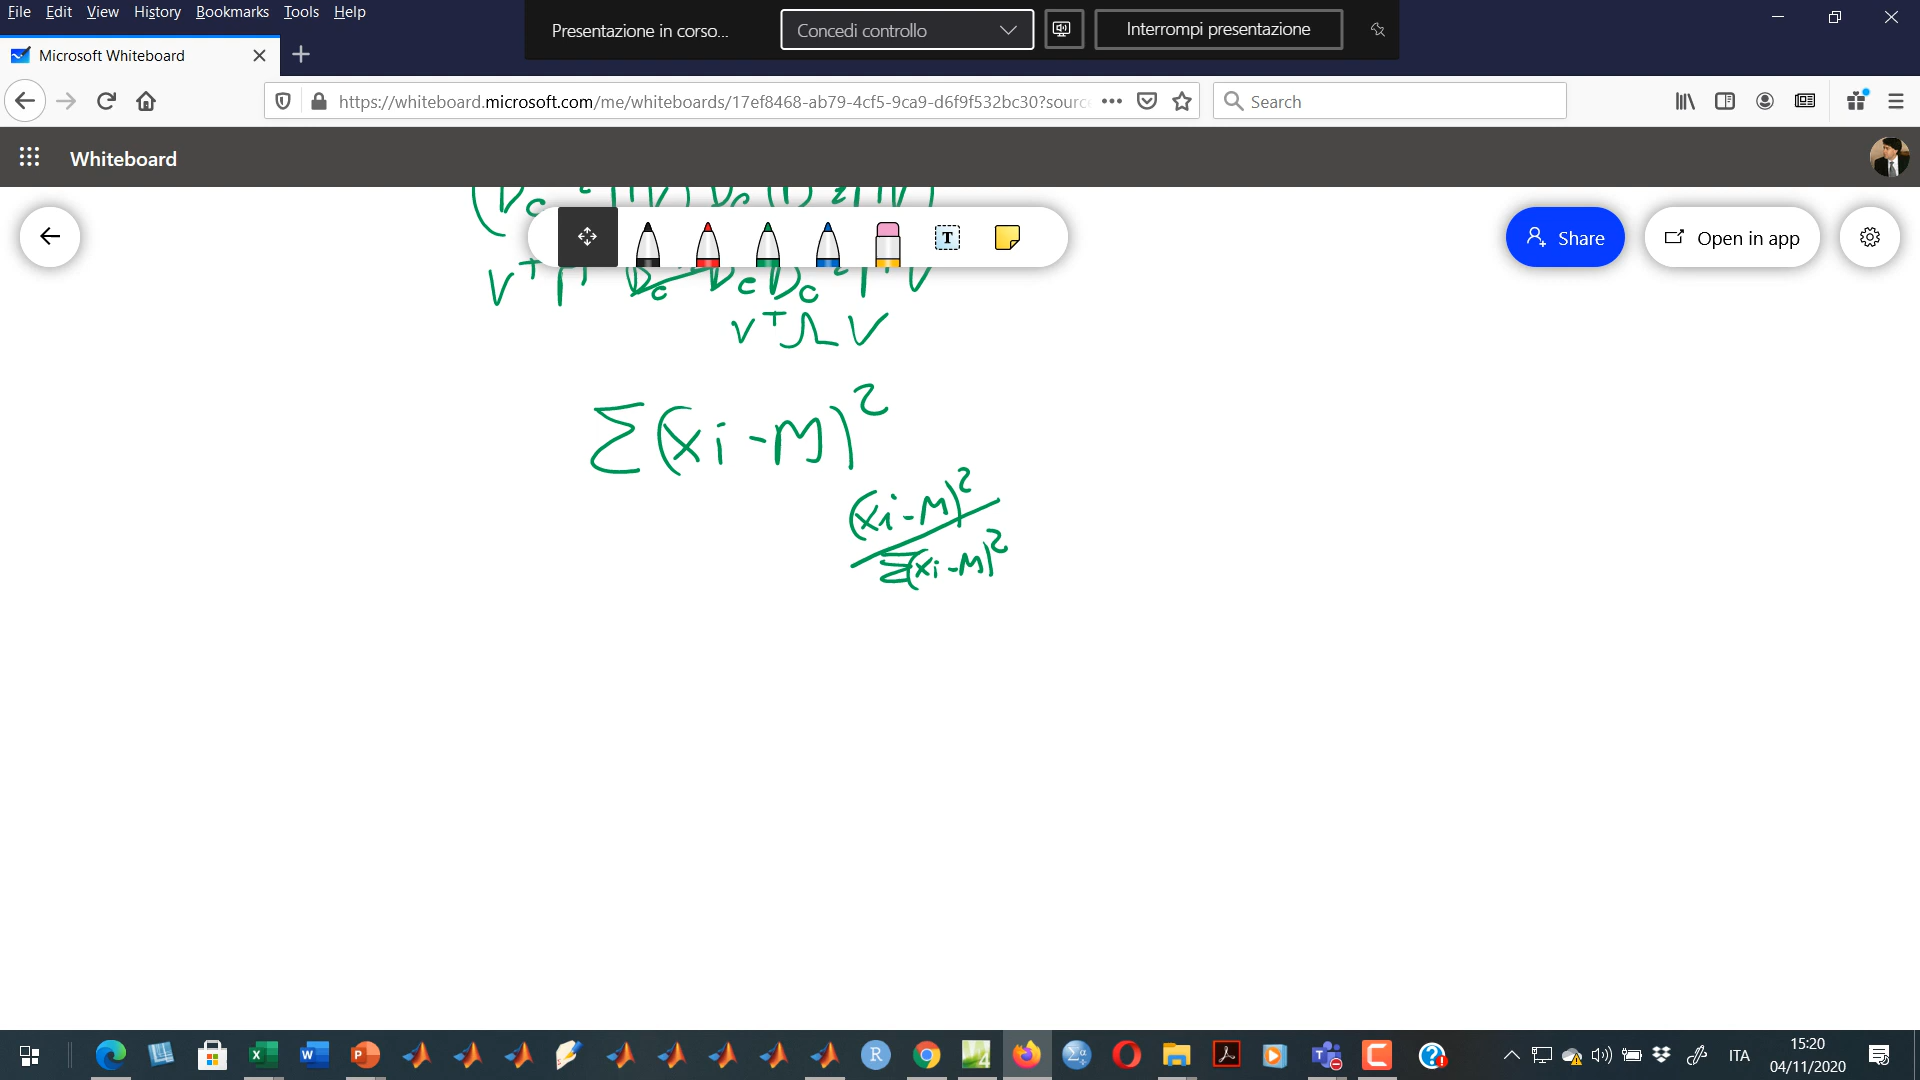 File Edit View History Bookmarks Tools Help
Presentazione in corso...
Concedi controllo
Interrompi presentazione
Microsoft Whiteboard
https://whiteboard.microsoft.com/me/whiteboards/17ef8468-ab79-4cf5-9ca9-d6f9f532bc30?sourc
Search
Whiteboard
T
Share
Open in app
V^T Ω V
Σ(xi-M)^2
(xi-M)^2
Σ(xi-M)^2
ITA
15:20
04/11/2020